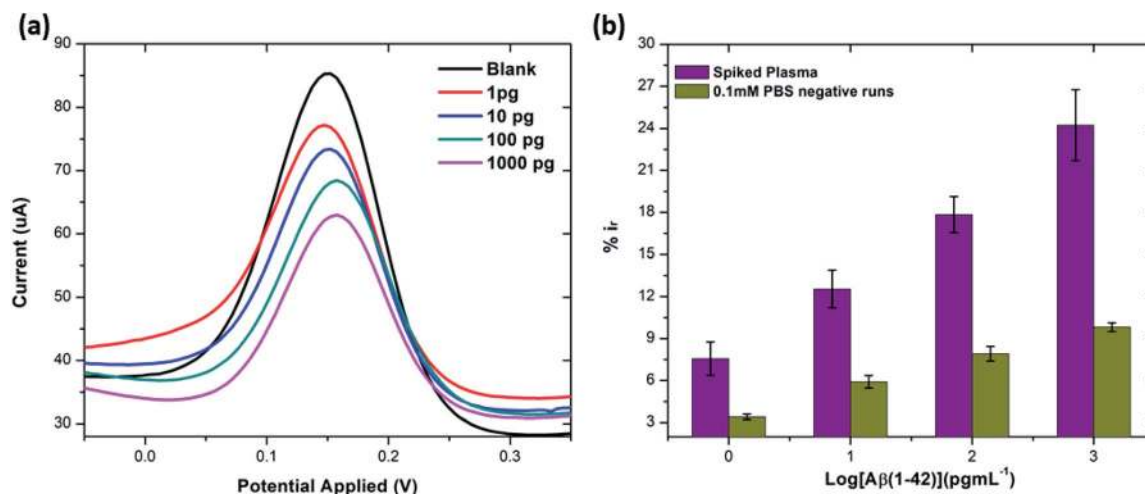 (a)
90
80
70
60
50
40
30
Current (uA)
0.0 0.1 0.2 0.3
Potential Applied (V)
Blank
1pg
10 pg
100 pg
1000 pg
(b)
30
27
24
21
18
15
12
9
6
3
% iᵣ
Spiked Plasma
0.1mM PBS negative runs
0 1 2 3
Log[Aβ(1-42)](pgmL⁻¹)